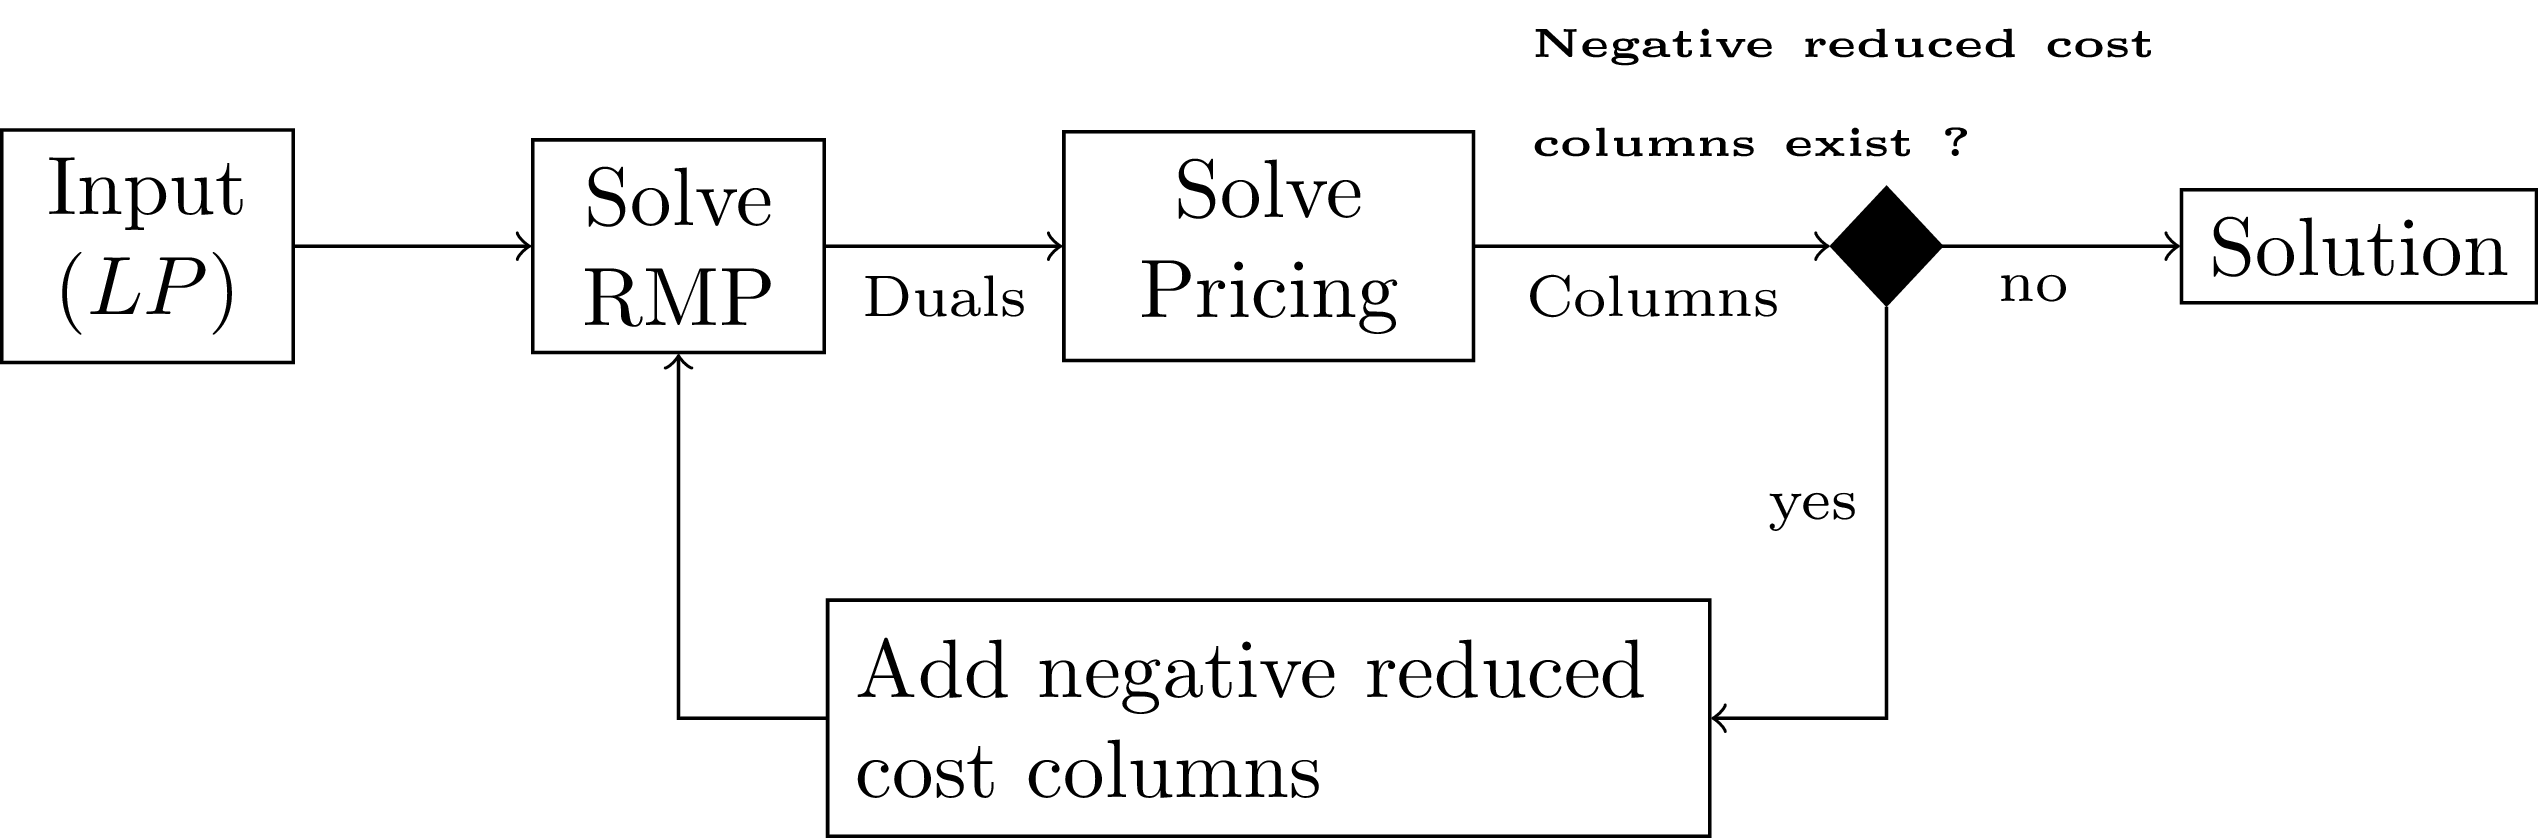 Negative reduced cost
columns exist ?
Input
(LP)
Solve
RMP
Duals
Solve
Pricing
Columns
no
Solution
yes
Add negative reduced
cost columns